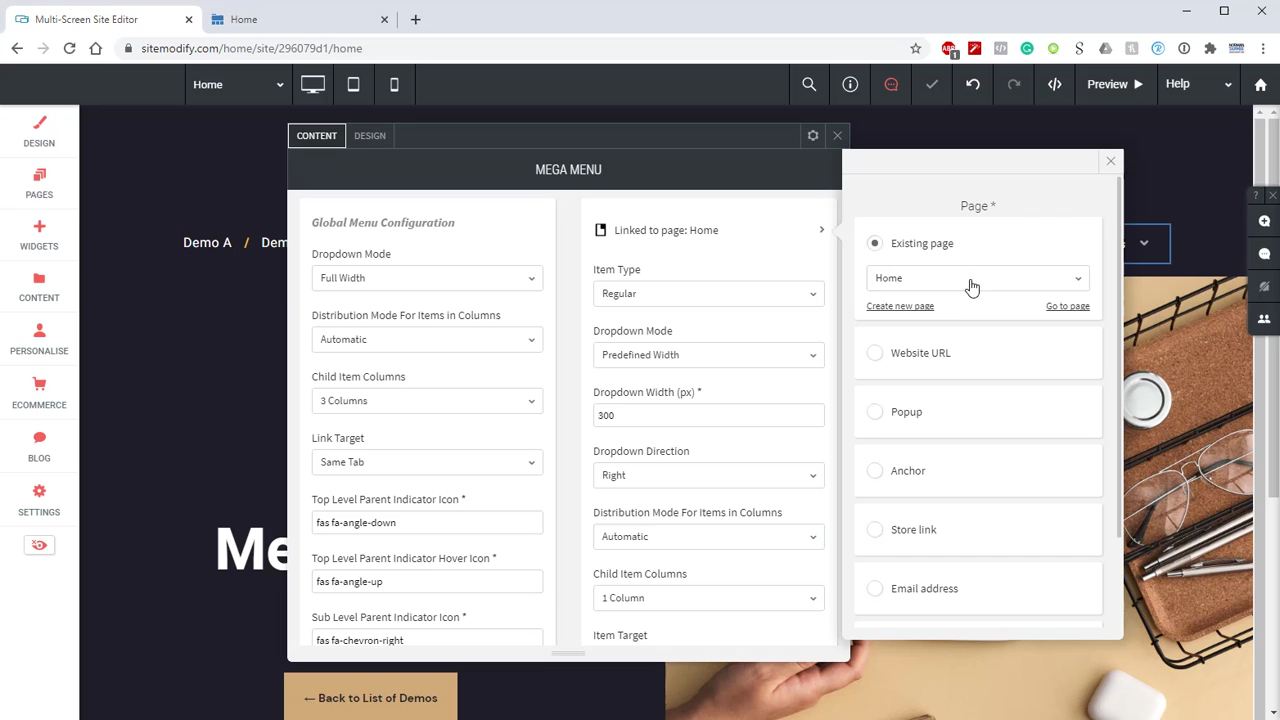 Multi-Screen Site Editor
Home
sitemodify.com/home/site/296079d1/home
1
Home
Preview
Help
DESIGN
PAGES
WIDGETS
CONTENT
PERSONALISE
ECOMMERCE
BLOG
SETTINGS
Demo A / Dem
CONTENT
DESIGN
MEGA MENU
Global Menu Configuration
Dropdown Mode
Full Width
Distribution Mode For Items in Columns
Automatic
Child Item Columns
3 Columns
Link Target
Same Tab
Top Level Parent Indicator Icon *
fas fa-angle-down
Top Level Parent Indicator Hover Icon *
fas fa-angle-up
Sub Level Parent Indicator Icon *
fas fa-chevron-right
Linked to page: Home
Item Type
Regular
Dropdown Mode
Predefined Width
Dropdown Width (px) *
300
Dropdown Direction
Right
Distribution Mode For Items in Columns
Automatic
Child Item Columns
1 Column
Item Target
Page *
Existing page
Home
Create new page
Go to page
Website URL
Popup
Anchor
Store link
Email address
s
?
Me
← Back to List of Demos